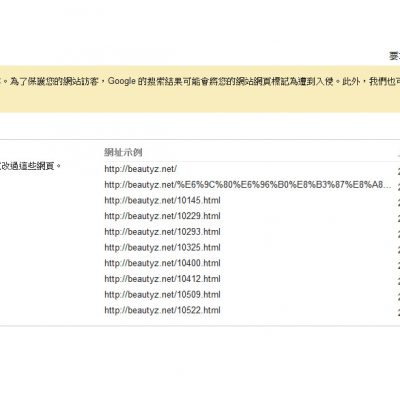 要
。為了保護您的網站訪客，Google 的搜索結果可能會將您的網站網頁標記為遭到入侵。此外，我們也可
網址示例
改過這些網頁。
http://beautyz.net/
http://beautyz.net/%E6%9C%80%E6%96%B0%E8%B3%87%E8%A8...
http://beautyz.net/10145.html
http://beautyz.net/10229.html
http://beautyz.net/10293.html
http://beautyz.net/10325.html
http://beautyz.net/10400.html
http://beautyz.net/10412.html
http://beautyz.net/10509.html
http://beautyz.net/10522.html